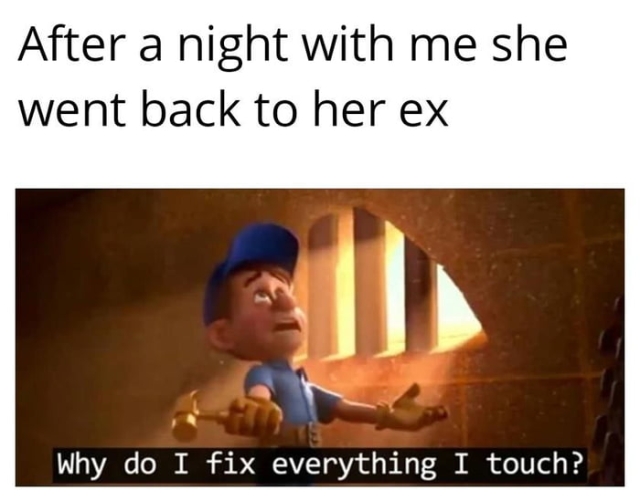 After a night with me she
went back to her ex
Why do I fix everything I touch?